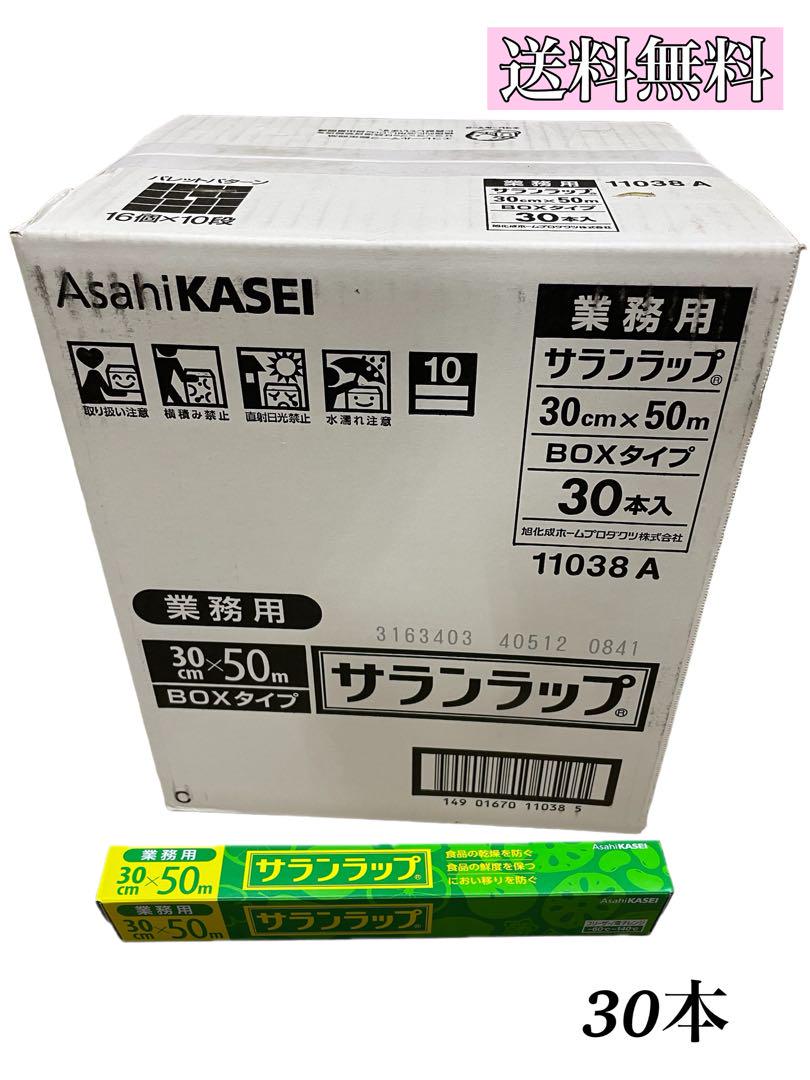 送料無料
パレットパターン
16個×10段
業務用
サランラップ®
30cm×50m
BOXタイプ
30本入
旭化成ホームプロダクツ株式会社
11038 A
AsahiKASEI
取り扱い注意
横積み禁止
直射日光禁止
水濡れ注意
10
業務用
サランラップ®
30cm×50m
BOXタイプ
30本入
旭化成ホームプロダクツ株式会社
11038 A
業務用
3163403 40512 0841
30cm×50m
BOXタイプ
サランラップ®
149 01670 11038 5
C
業務用
30cm×50m
サランラップ®
食品の乾燥を防ぐ
食品の鮮度を保つ
におい移りを防ぐ
AsahiKASEI
業務用
30cm×50m
サランラップ®
AsahiKASEI
-60℃~140℃
30本